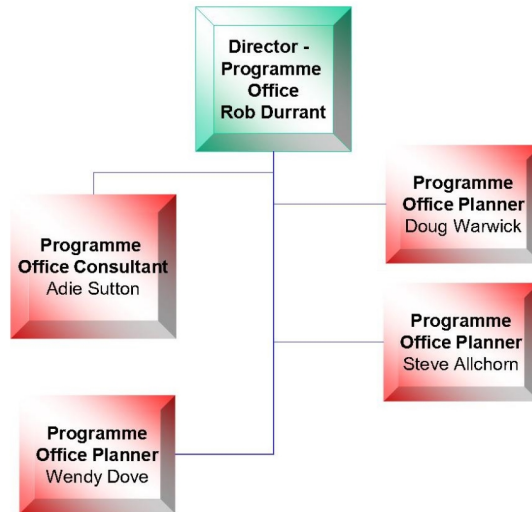 Director -
Programme
Office
Rob Durrant
Programme
Office Planner
Doug Warwick
Programme
Office Consultant
Adie Sutton
Programme
Office Planner
Steve Allchorn
Programme
Office Planner
Wendy Dove